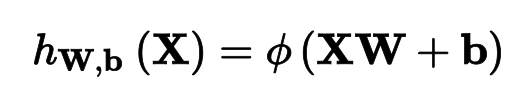 h_{𝐖,𝐛} (𝐗) = ϕ (𝐗𝐖 + 𝐛)